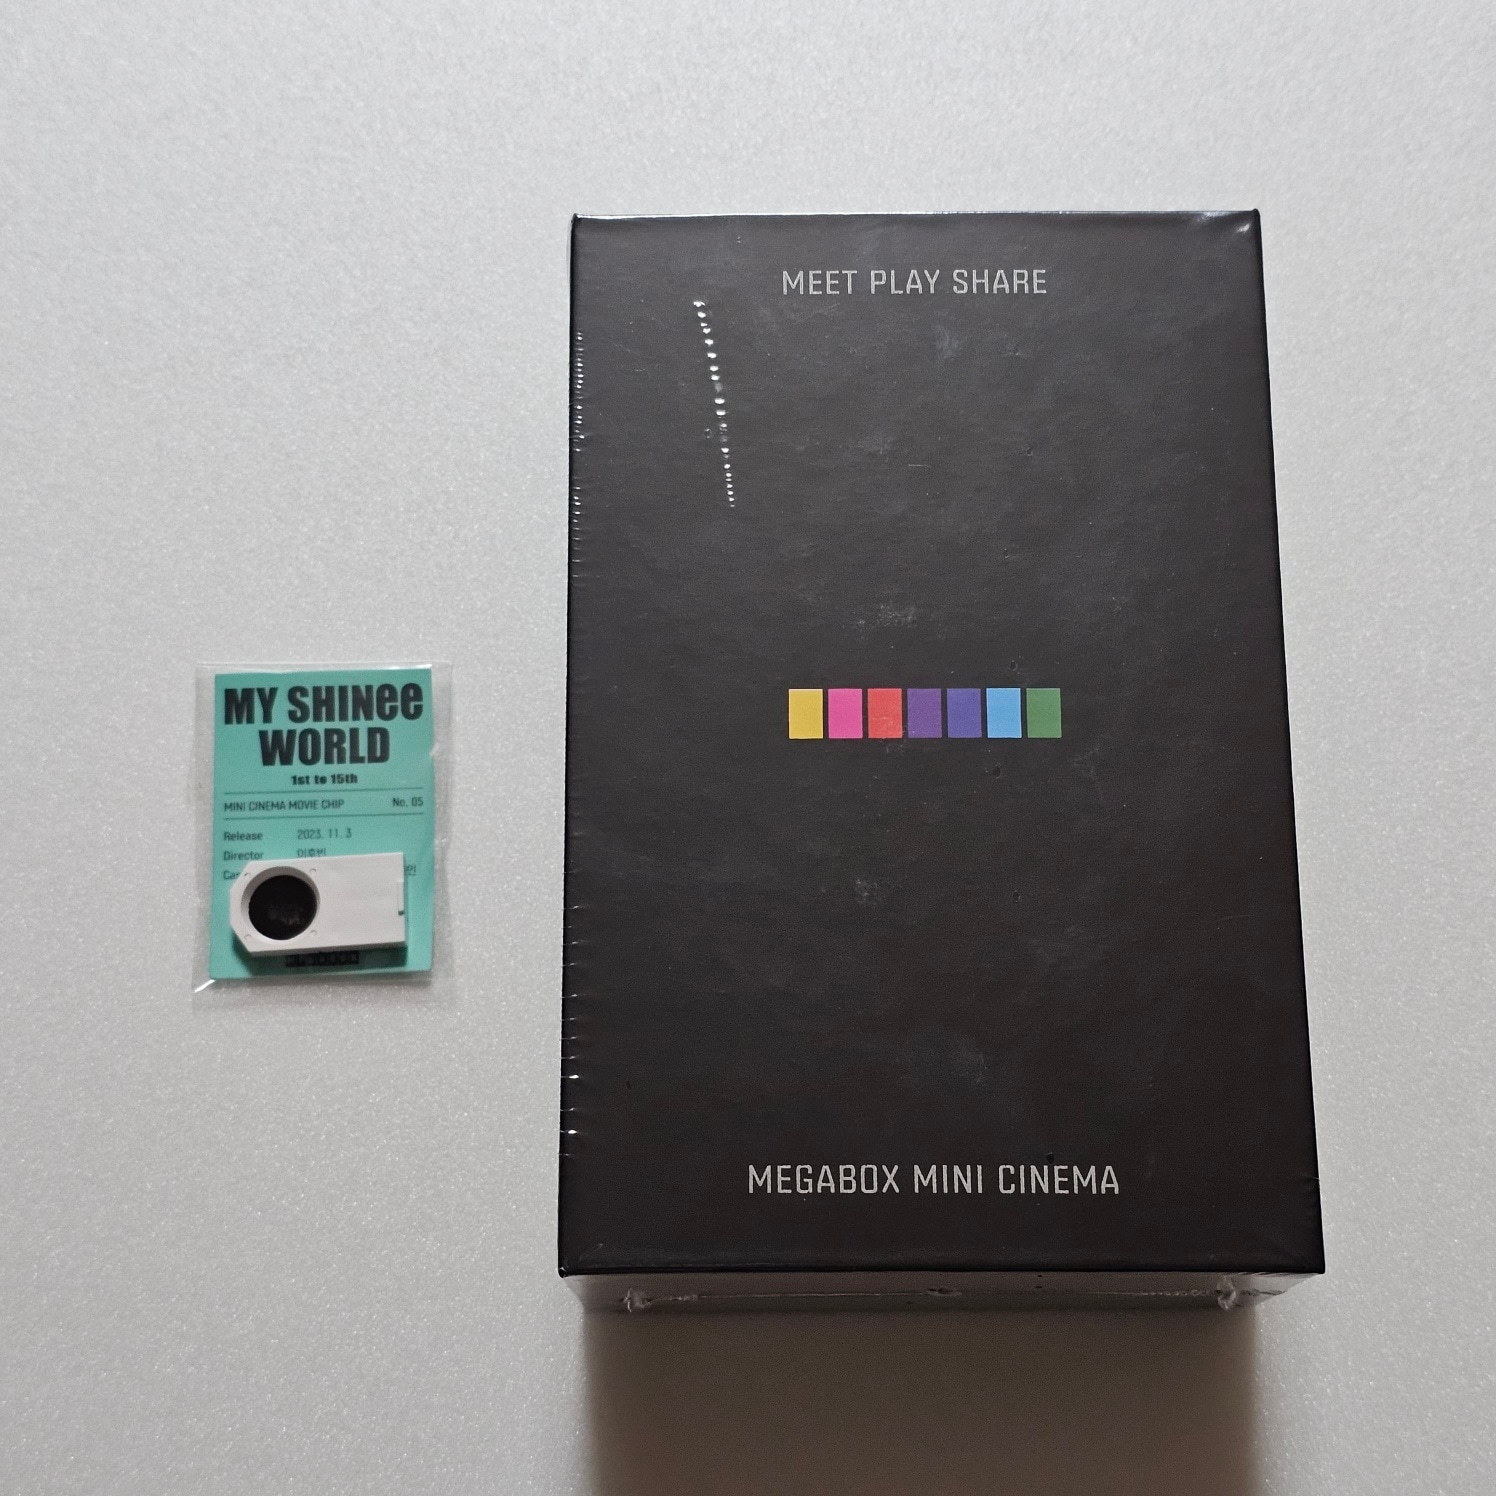 MY SHINee
WORLD
1st to 15th
MINI CINEMA MOVIE CHIP No. 05
Release 2023. 11. 3
Director
MEET PLAY SHARE
MEGABOX MINI CINEMA